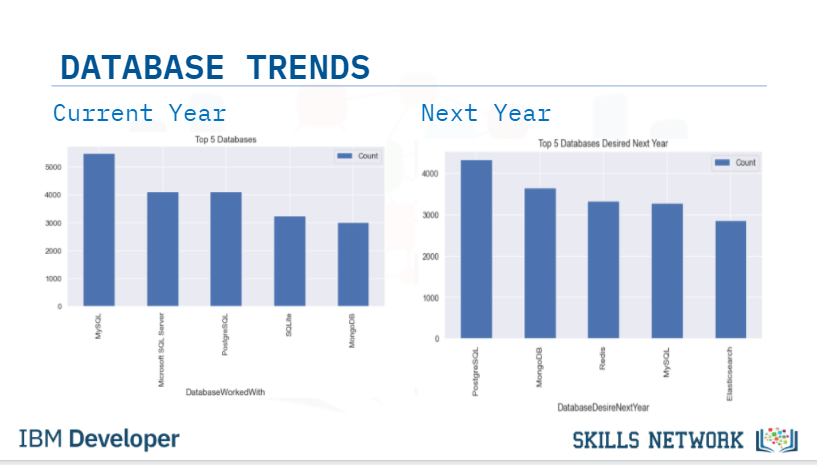 DATABASE TRENDS
Current Year
Next Year
Top 5 Databases
Count
5000
4000
3000
2000
1000
0
MySQL
Microsoft SQL Server
PostgreSQL
SQLite
MongoDB
DatabaseWorkedWith
Top 5 Databases Desired Next Year
Count
4000
3000
2000
1000
0
PostgreSQL
MongoDB
Redis
MySQL
Elasticsearch
DatabaseDesireNextYear
IBM Developer
SKILLS NETWORK